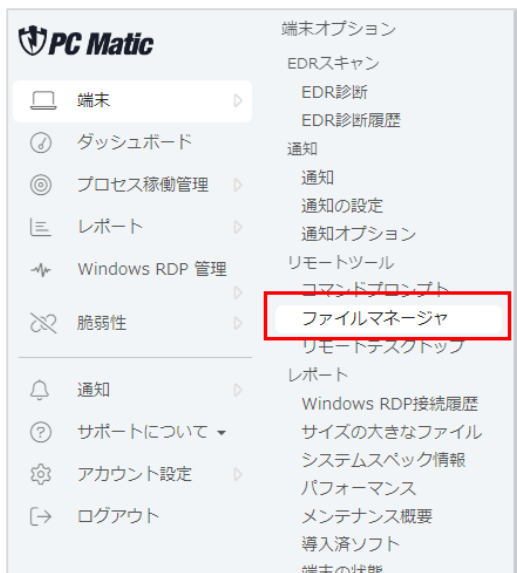 PC Matic
端末
ダッシュボード
プロセス稼働管理
レポート
Windows RDP 管理
脆弱性
通知
サポートについて
アカウント設定
ログアウト
端末オプション
EDRスキャン
EDR診断
EDR診断履歴
通知
通知
通知の設定
通知オプション
リモートツール
コマンドプロンプト
ファイルマネージャ
リモートデスクトップ
レポート
Windows RDP接続履歴
サイズの大きなファイル
システムスペック情報
パフォーマンス
メンテナンス概要
導入済ソフト
端末の状態